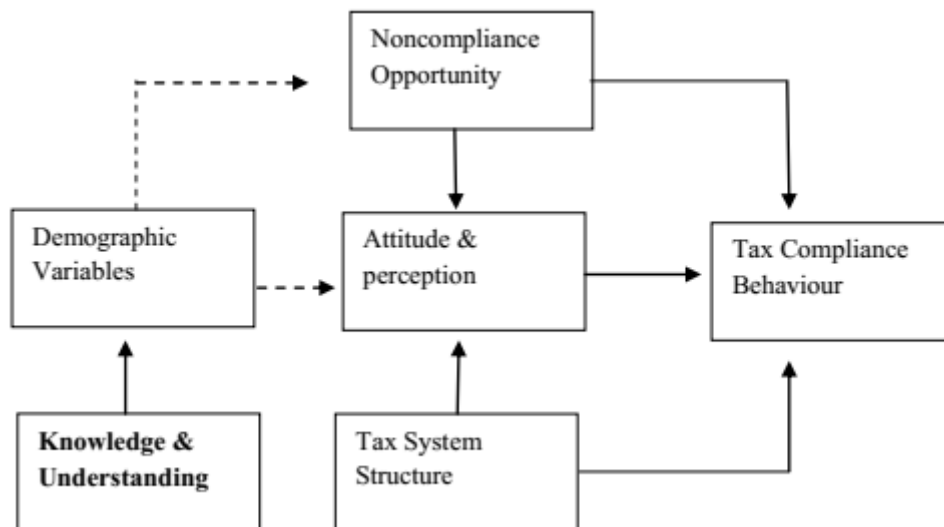 Noncompliance
Opportunity
Demographic
Variables
Attitude &
perception
Tax Compliance
Behaviour
Knowledge &
Understanding
Tax System
Structure